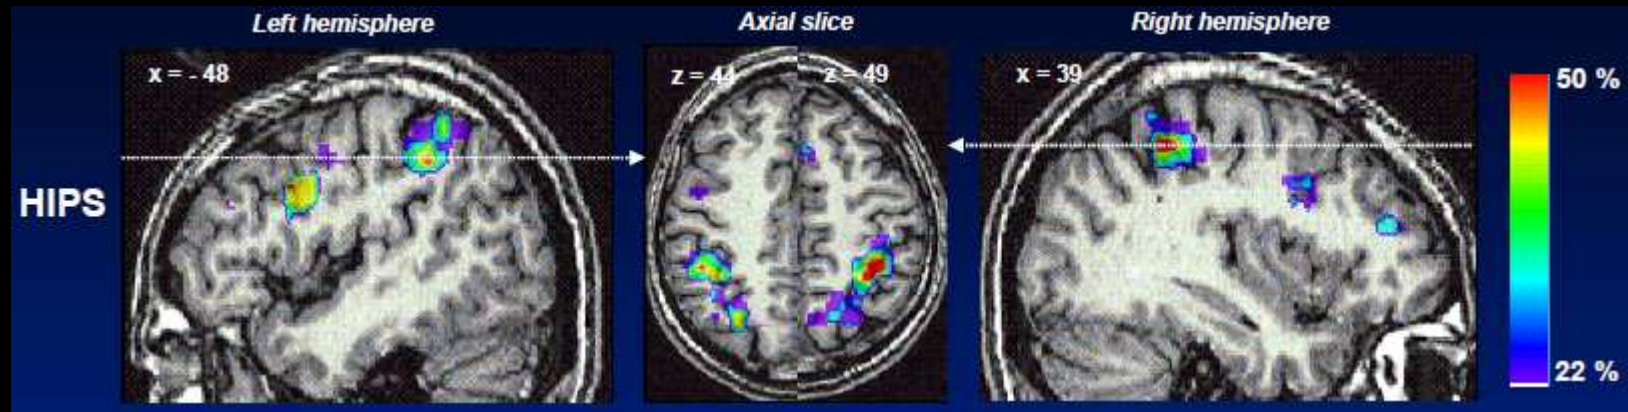 Left hemisphere
Axial slice
Right hemisphere
x = - 48
z = 44
z = 49
x = 39
50 %
HIPS
22 %